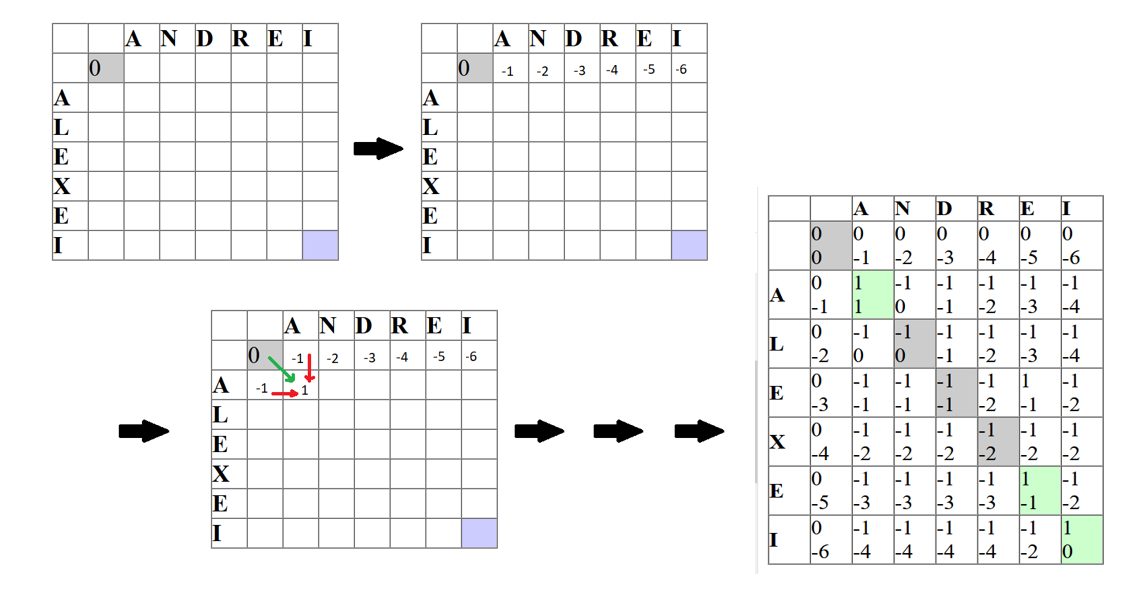 A N D R E I
0
A
L
E
X
E
I
A N D R E I
0 -1 -2 -3 -4 -5 -6
A
L
E
X
E
I
A N D R E I
0 -1 -2 -3 -4 -5 -6
A -1 1
L
E
X
E
I
A N D R E I
0 0 0 0 0 0 0
0 -1 -2 -3 -4 -5 -6
A 0 1 -1 -1 -1 -1 -1
-1 1 0 -1 -2 -3 -4
L 0 -1 -1 -1 -1 -1 -1
-2 0 0 -1 -2 -3 -4
E 0 -1 -1 -1 -1 1 -1
-3 -1 -1 -1 -2 -1 -2
X 0 -1 -1 -1 -1 -1 -1
-4 -2 -2 -2 -2 -2 -2
E 0 -1 -1 -1 -1 1 -1
-5 -3 -3 -3 -3 -1 -2
I 0 -1 -1 -1 -1 -1 1
-6 -4 -4 -4 -4 -2 0